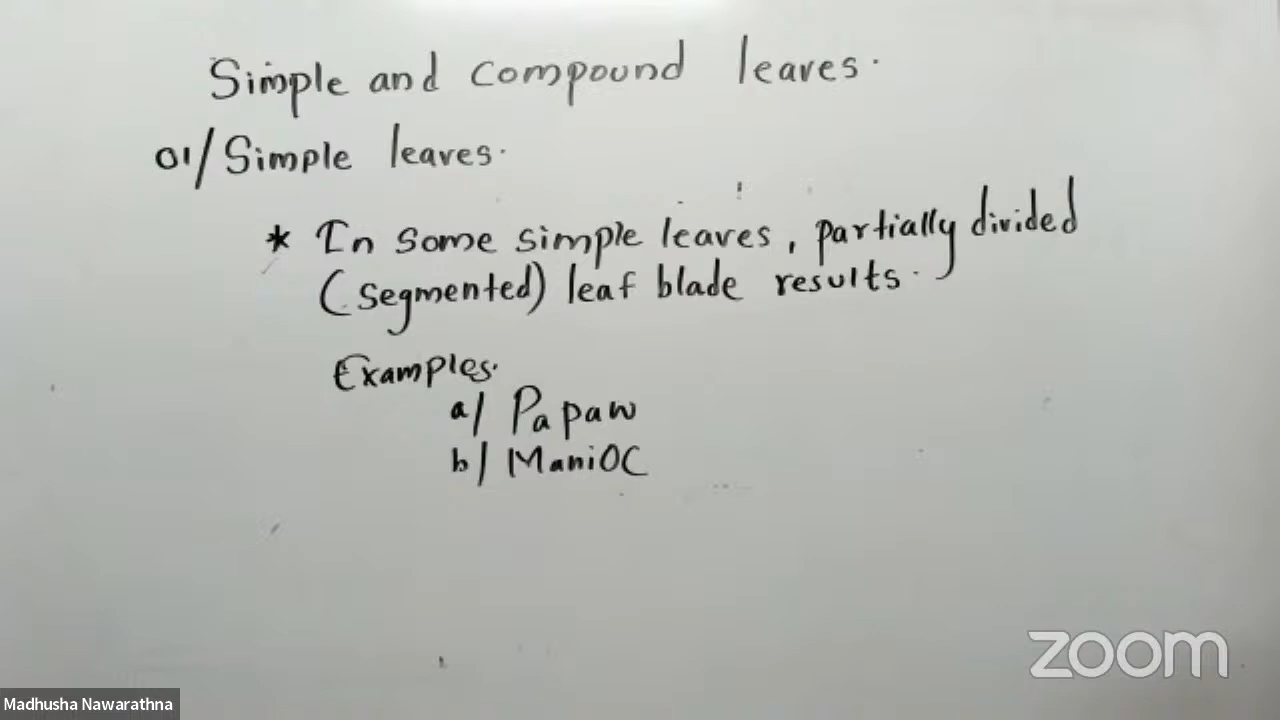 Simple and compound leaves.
01/ Simple leaves.
* In some simple leaves, partially divided
(segmented) leaf blade results.
Examples.
a/ Papaw
b/ ManiOC
zoom
Madhusha Nawarathna